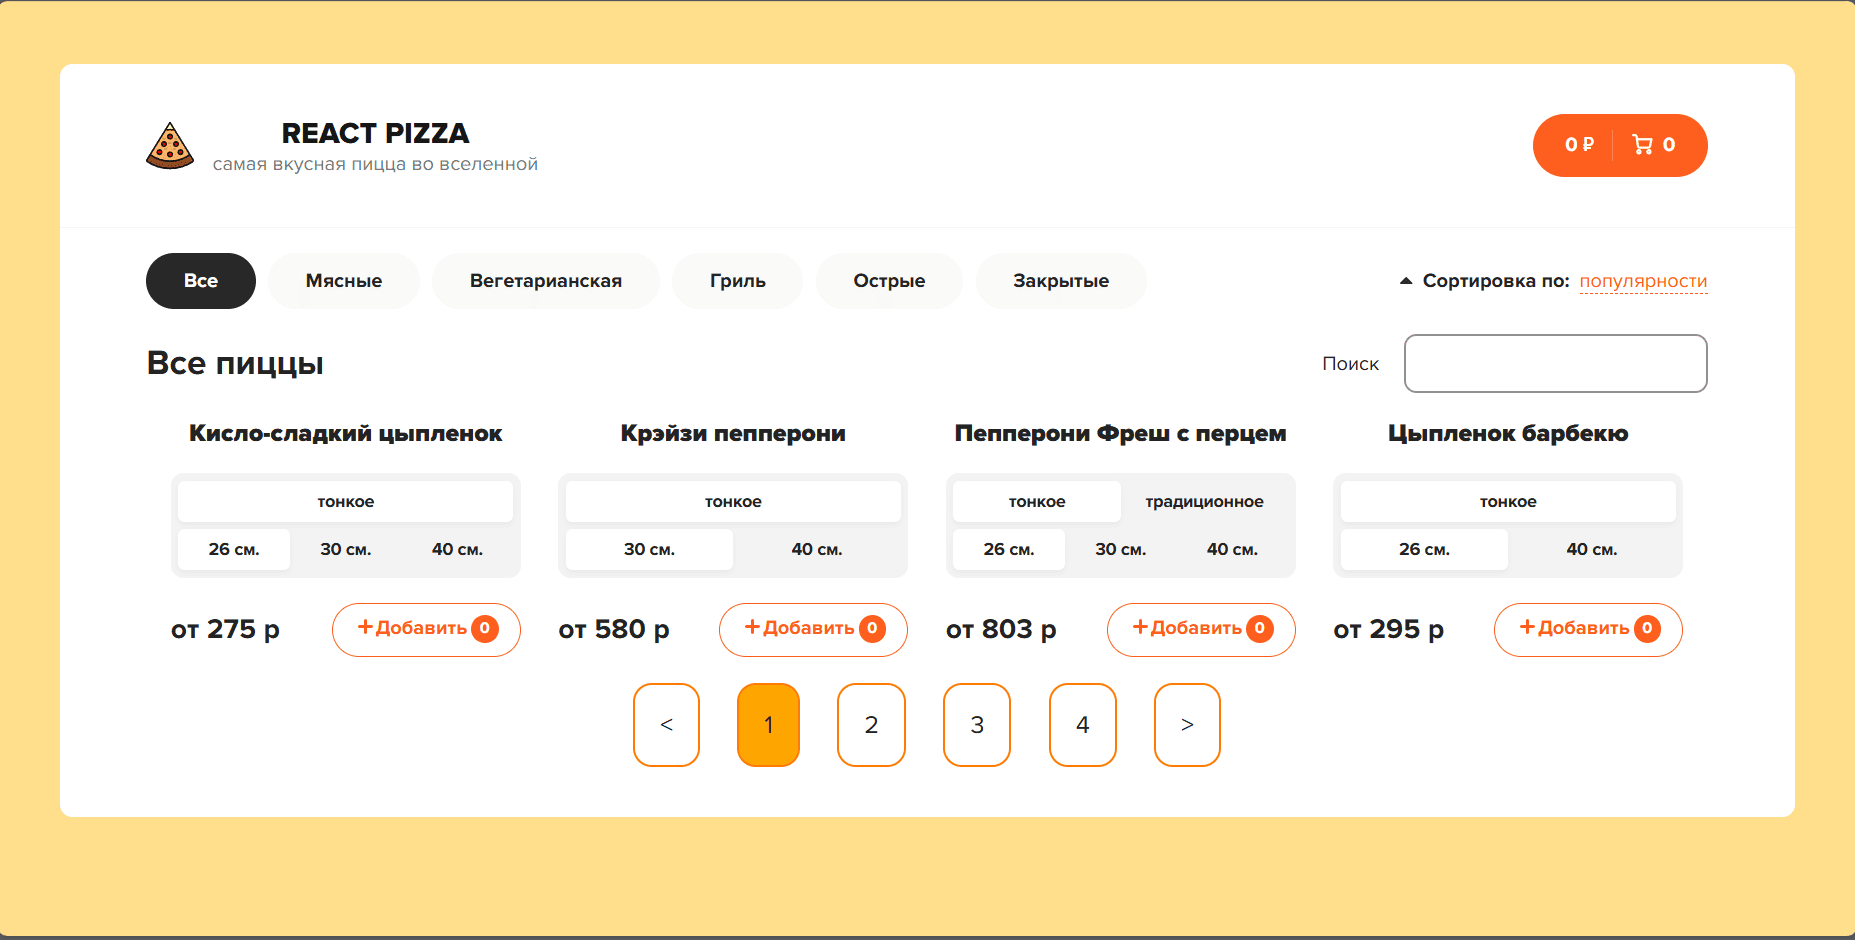 REACT PIZZA
самая вкусная пицца во вселенной
0 ₽ 0
Все Мясные Вегетарианская Гриль Острые Закрытые Сортировка по: популярности
Все пиццы Поиск
Кисло-сладкий цыпленок Крэйзи пепперони Пепперони Фреш с перцем Цыпленок барбекю
тонкое тонкое тонкое традиционное тонкое
26 см. 30 см. 40 см. 30 см. 40 см. 26 см. 30 см. 40 см. 26 см. 40 см.
от 275 р +Добавить 0 от 580 р +Добавить 0 от 803 р +Добавить 0 от 295 р +Добавить 0
< 1 2 3 4 >